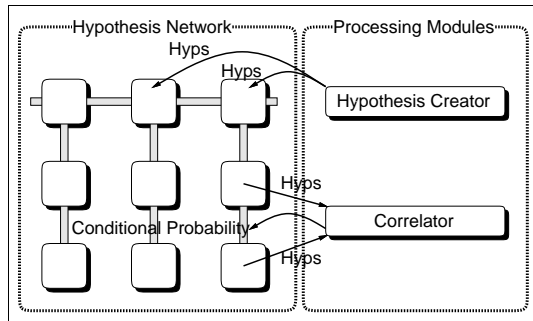 Hypothesis Network
Processing Modules
Hyps
Hyps
Hypothesis Creator
Hyps
Correlator
Conditional Probability
Hyps